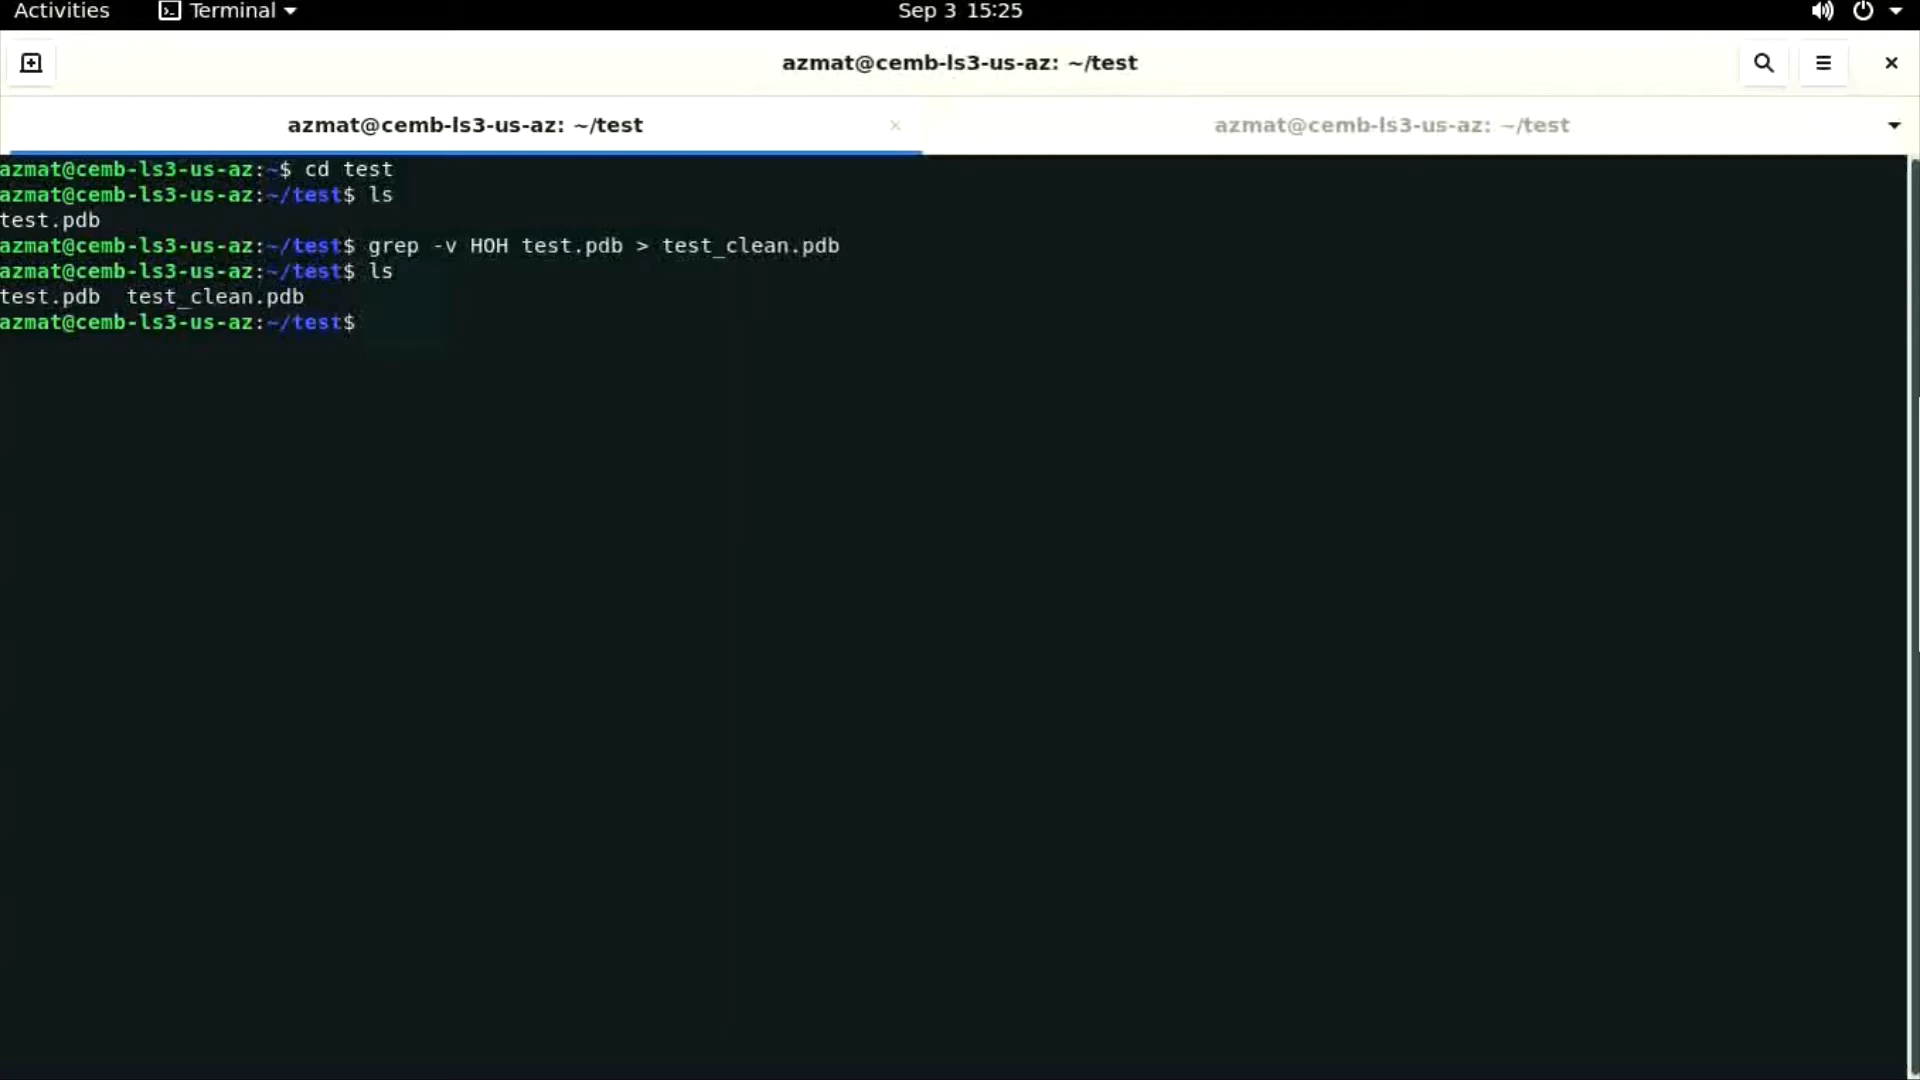 Activities Terminal Sep 3 15:25
azmat@cemb-ls3-us-az: ~/test
azmat@cemb-ls3-us-az: ~/test azmat@cemb-ls3-us-az: ~/test
azmat@cemb-ls3-us-az:~$ cd test
azmat@cemb-ls3-us-az:~/test$ ls
test.pdb
azmat@cemb-ls3-us-az:~/test$ grep -v HOH test.pdb > test_clean.pdb
azmat@cemb-ls3-us-az:~/test$ ls
test.pdb  test_clean.pdb
azmat@cemb-ls3-us-az:~/test$